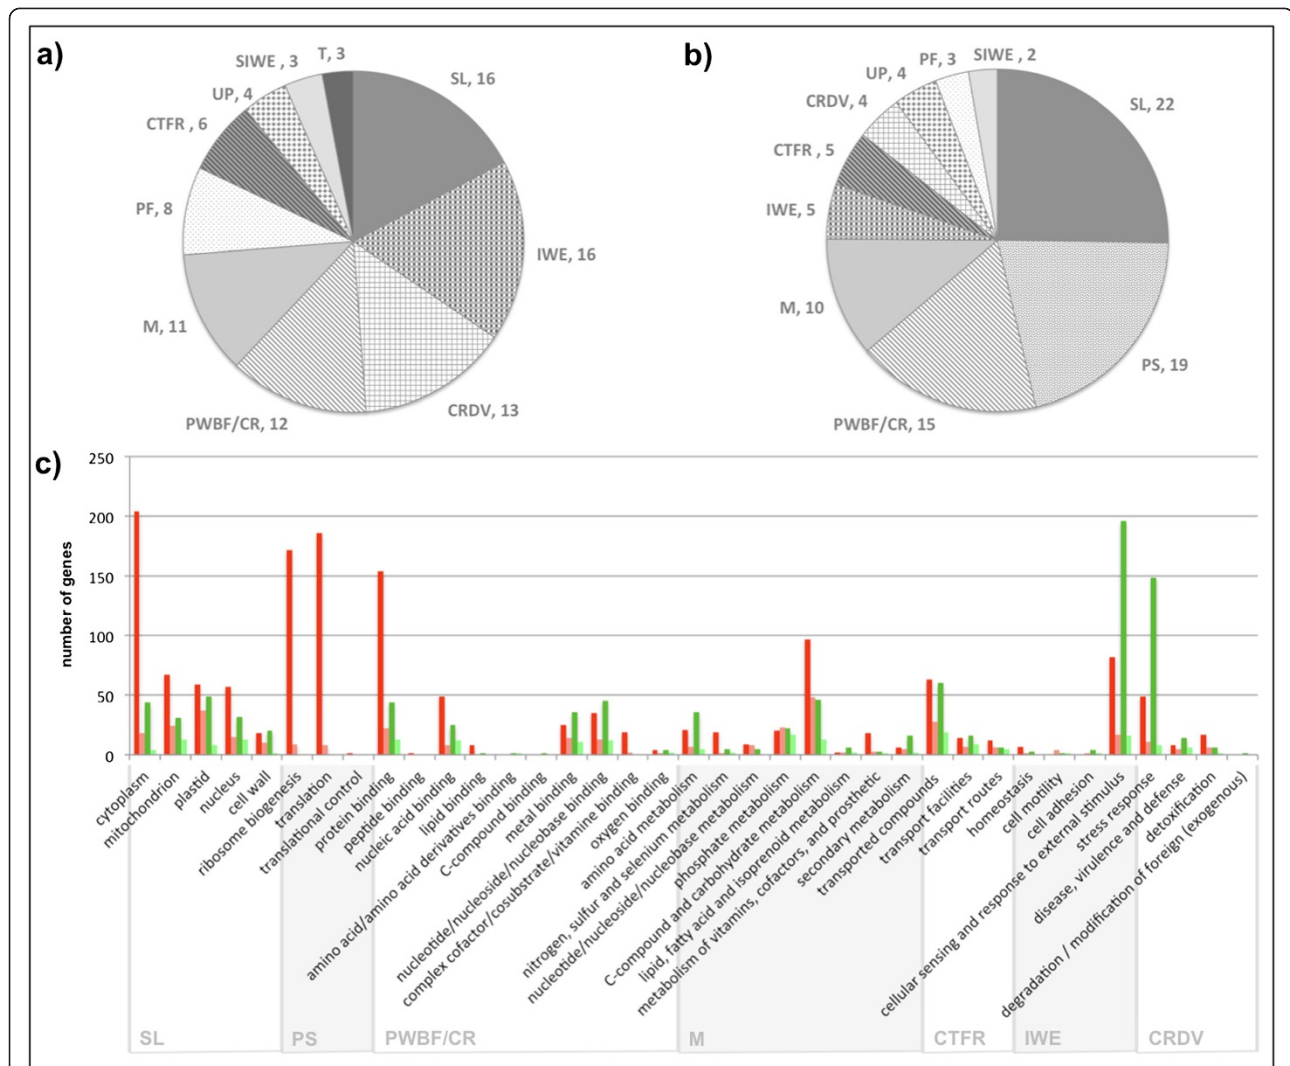 a)
T, 3
SIWE , 3
SL, 16
UP, 4
CTFR , 6
PF, 8
IWE, 16
M, 11
CRDV, 13
PWBF/CR, 12
b)
SIWE , 2
PF, 3
UP, 4
CRDV, 4
SL, 22
CTFR , 5
IWE, 5
M, 10
PS, 19
PWBF/CR, 15
c)
number of genes
250
200
150
100
50
0
cytoplasm
mitochondrion
plastid
nucleus
cell wall
ribosome biogenesis
translation
translational control
protein binding
peptide binding
nucleic acid binding
lipid binding
amino acid/amino acid derivatives binding
C-compound binding
metal binding
nucleotide/nucleoside/nucleobase binding
complex cofactor/cosubstrate/vitamine binding
oxygen binding
amino acid metabolism
nitrogen, sulfur and selenium metabolism
nucleotide/nucleoside/nucleobase metabolism
phosphate metabolism
C-compound and carbohydrate metabolism
lipid, fatty acid and isoprenoid metabolism
metabolism of vitamins, cofactors, and prosthetic
secondary metabolism
transported compounds
transport facilities
transport routes
homeostasis
cell motility
cell adhesion
cellular sensing and response to external stimulus
stress response
disease, virulence and defense
detoxification
degradation / modification of foreign (exogenous)
SL
PS
PWBF/CR
M
CTFR
IWE
CRDV